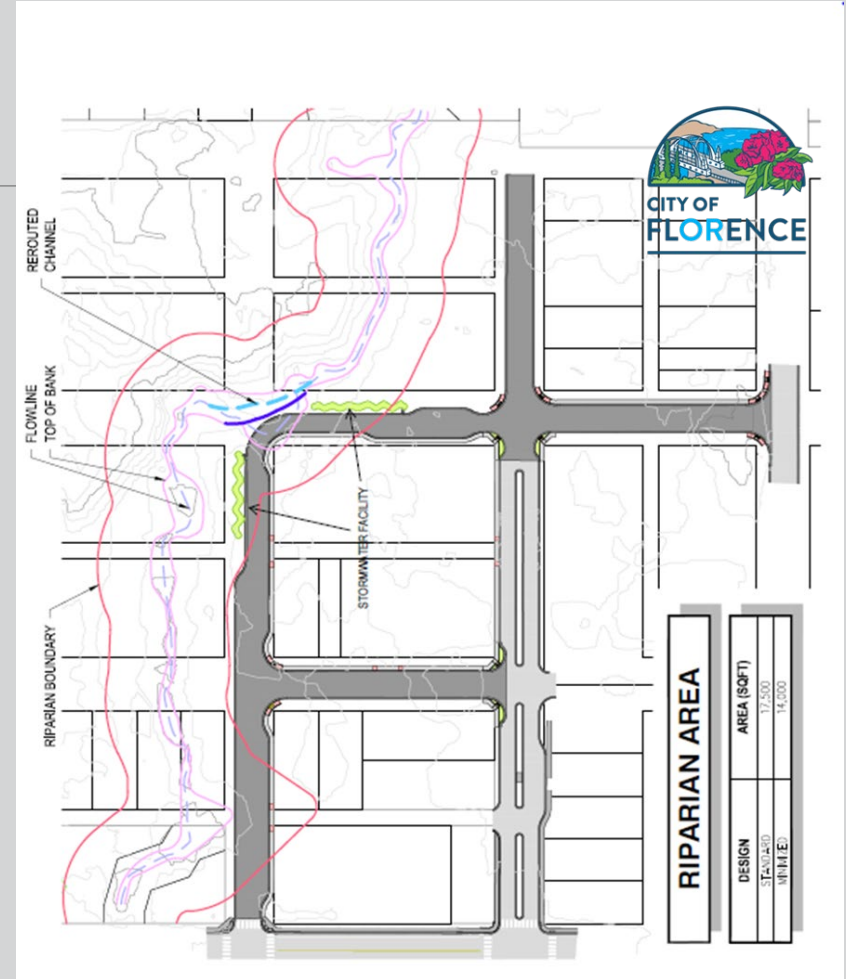 CITY OF
FLORENCE
REROUTED
CHANNEL
FLOWLINE
TOP OF BANK
STORMWATER FACILITY
RIPARIAN BOUNDARY
RIPARIAN AREA
DESIGN AREA (SQFT)
STANDARD 17,500
MINIMIZED 14,000